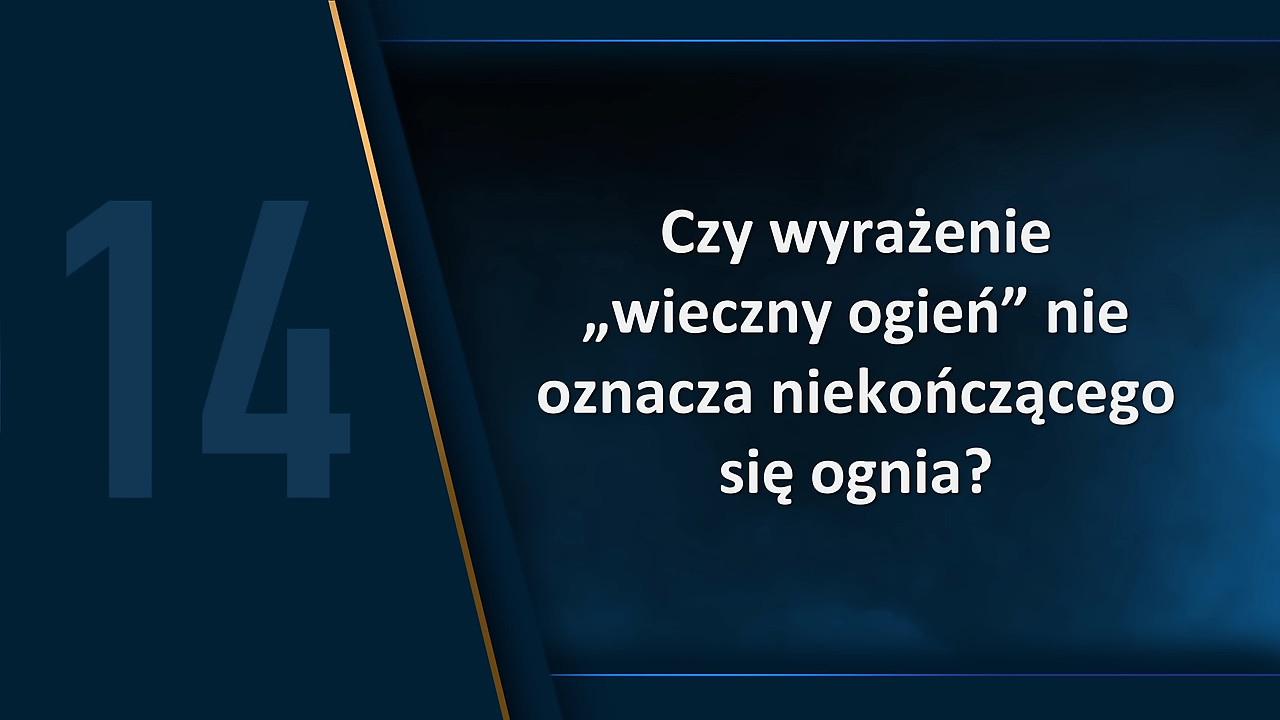 14
Czy wyrażenie
„wieczny ogień” nie
oznacza niekończącego
się ognia?